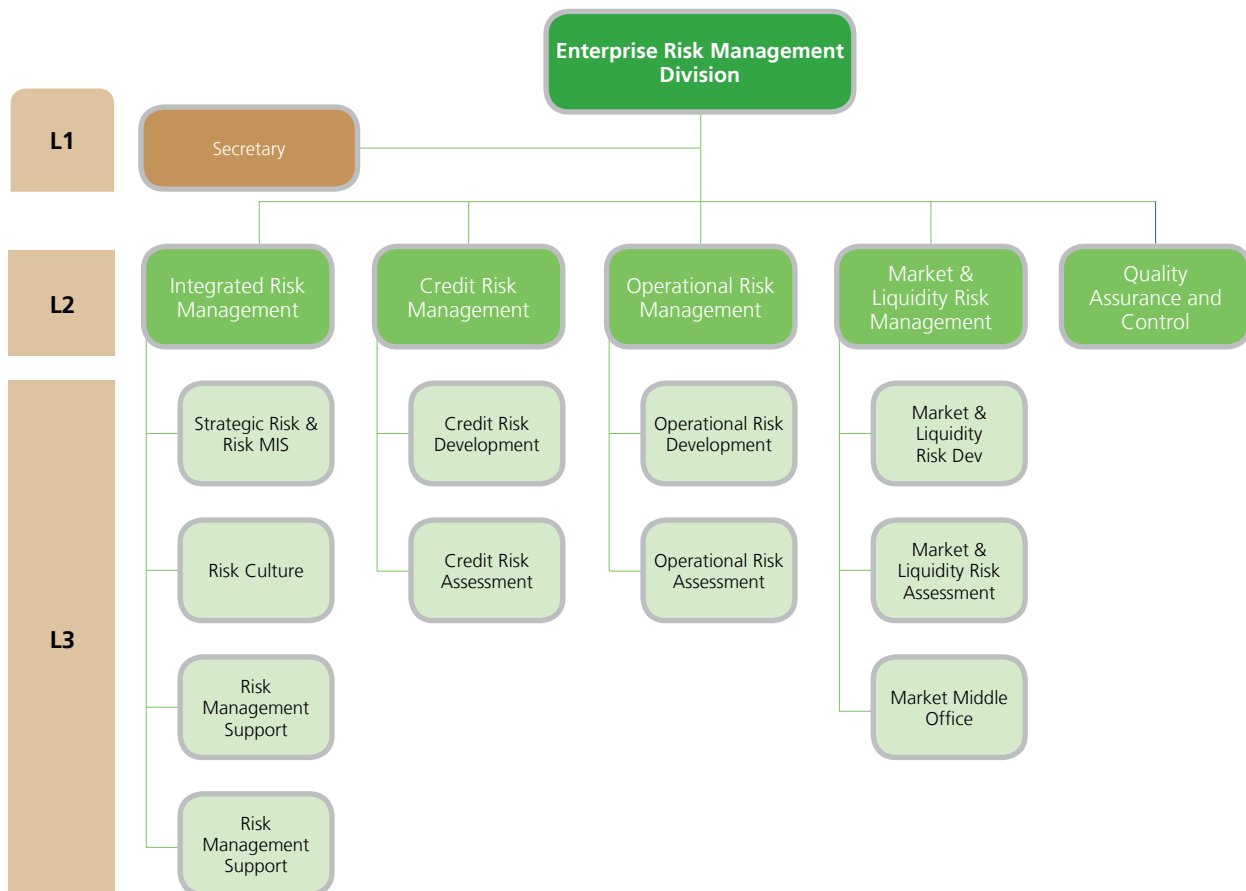 Enterprise Risk Management
Division
L1
Secretary
L2
Integrated Risk
Management
Credit Risk
Management
Operational Risk
Management
Market &
Liquidity Risk
Management
Quality
Assurance and
Control
L3
Strategic Risk &
Risk MIS
Credit Risk
Development
Operational Risk
Development
Market &
Liquidity
Risk Dev
Risk Culture
Credit Risk
Assessment
Operational Risk
Assessment
Market &
Liquidity Risk
Assessment
Risk
Management
Support
Market Middle
Office
Risk
Management
Support